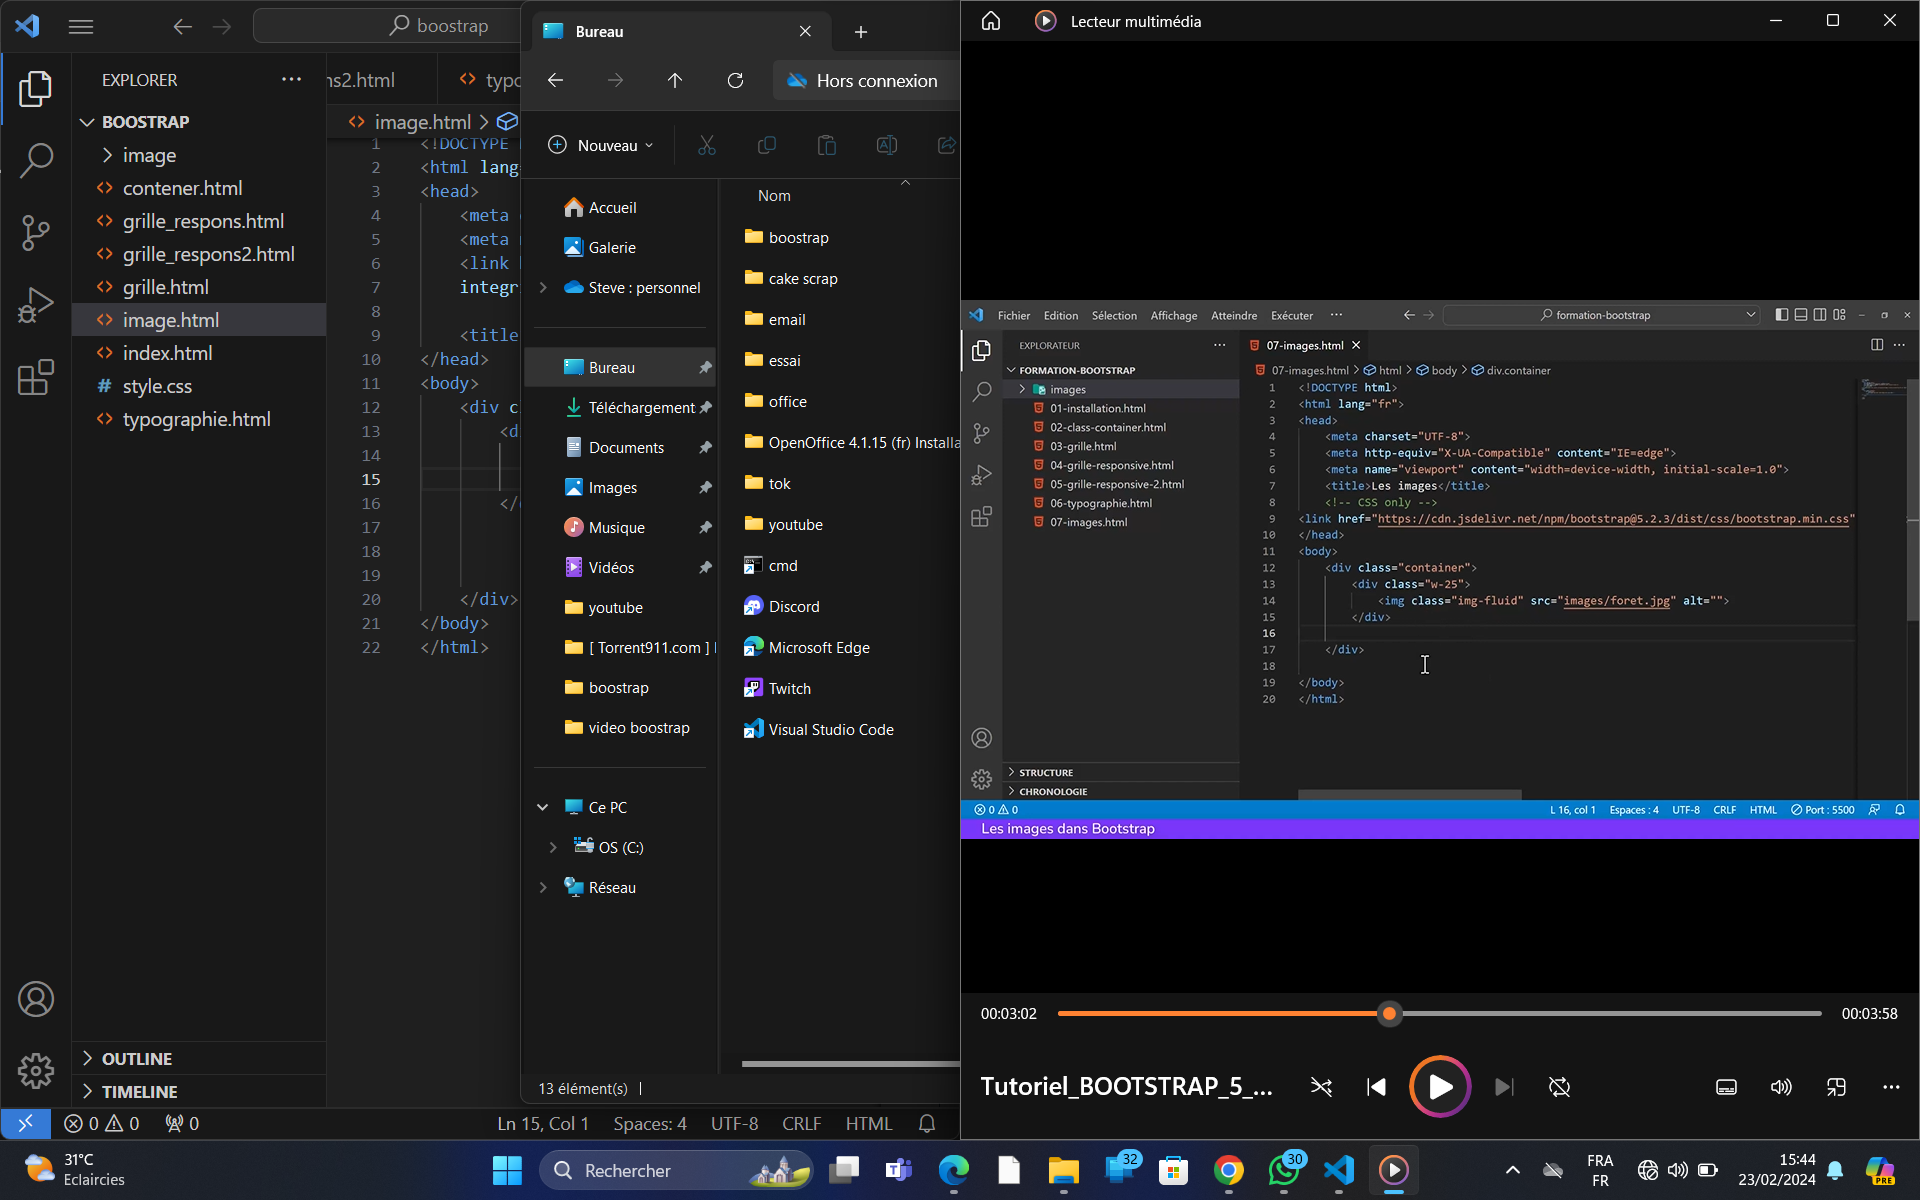 boostrap
EXPLORER
BOOSTRAP
image
contener.html
grille_respons.html
grille_respons2.html
grille.html
image.html
index.html
style.css
typographie.html
OUTLINE
TIMELINE
ns2.html
typo
image.html
1 <!DOCTYPE
2 <html lang
3 <head>
4 <meta
5 <meta
6 <link
7 integr
8
9 <title
10 </head>
11 <body>
12 <div c
13 <d
14
15
16 </
17
18
19
20 </div>
21 </body>
22 </html>
0 0 0
Ln 15, Col 1 Spaces: 4 UTF-8 CRLF HTML
Bureau
Hors connexion
Nouveau
Accueil
Galerie
Steve : personnel
Bureau
Téléchargement
Documents
Images
Musique
Vidéos
youtube
[ Torrent911.com ]
boostrap
video boostrap
Ce PC
OS (C:)
Réseau
Nom
boostrap
cake scrap
email
essai
office
OpenOffice 4.1.15 (fr) Installa
tok
youtube
cmd
Discord
Microsoft Edge
Twitch
Visual Studio Code
13 élément(s)
Lecteur multimédia
Fichier Edition Sélection Affichage Atteindre Exécuter ··· formation-bootstrap
EXPLORATEUR
FORMATION-BOOTSTRAP
images
01-installation.html
02-class-container.html
03-grille.html
04-grille-responsive.html
05-grille-responsive-2.html
06-typographie.html
07-images.html
STRUCTURE
CHRONOLOGIE
07-images.html
07-images.html > html > body > div.container
1 <!DOCTYPE html>
2 <html lang="fr">
3 <head>
4 <meta charset="UTF-8">
5 <meta http-equiv="X-UA-Compatible" content="IE=edge">
6 <meta name="viewport" content="width=device-width, initial-scale=1.0">
7 <title>Les images</title>
8 <!-- CSS only -->
9 <link href="https://cdn.jsdelivr.net/npm/bootstrap@5.2.3/dist/css/bootstrap.min.css"
10 </head>
11 <body>
12 <div class="container">
13 <div class="w-25">
14 <img class="img-fluid" src="images/foret.jpg" alt="">
15 </div>
16
17 </div>
18
19 </body>
20 </html>
0 0 L 16, col 1 Espaces : 4 UTF-8 CRLF HTML Port : 5500
Les images dans Bootstrap
00:03:02 00:03:58
Tutoriel_BOOTSTRAP_5_...
31°C
Eclaircies
Rechercher
32
30
PRE
FRA
FR
15:44
23/02/2024